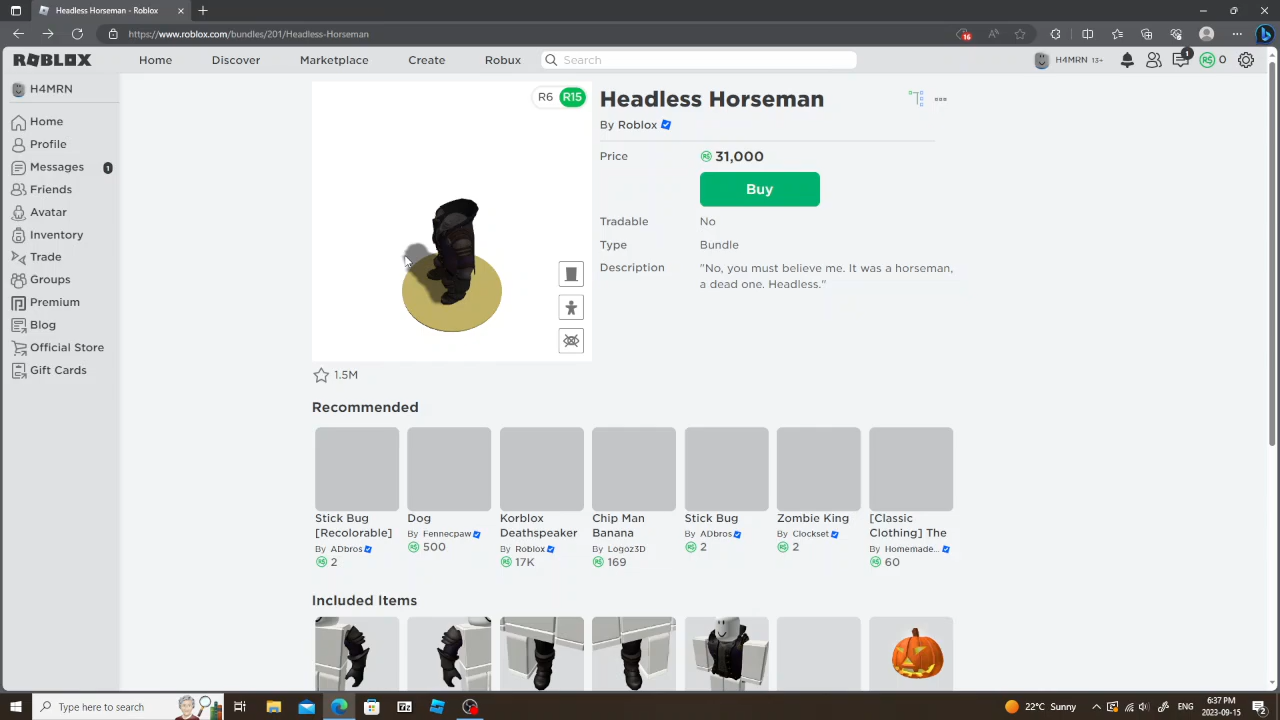 Headless Horseman - Roblox
https://www.roblox.com/bundles/201/Headless-Horseman
16
ROBLOX
Home
Discover
Marketplace
Create
Robux
Search
H4MRN 13+
1
0
H4MRN
Home
Profile
Messages
1
Friends
Avatar
Inventory
Trade
Groups
Premium
Blog
Official Store
Gift Cards
R6 R15
Headless Horseman
By Roblox
Price
31,000
Buy
Tradable
No
Type
Bundle
Description
"No, you must believe me. It was a horseman,
a dead one. Headless."
1.5M
Recommended
Stick Bug
[Recolorable]
By ADbros
2
Dog
By Fennecpaw
500
Korblox
Deathspeaker
By Roblox
17K
Chip Man
Banana
By Logoz3D
169
Stick Bug
By ADbros
2
Zombie King
By Clockset
2
[Classic
Clothing] The
By Homemade...
60
Included Items
Type here to search
22°C Sunny
6:37 PM
2023-09-15
2